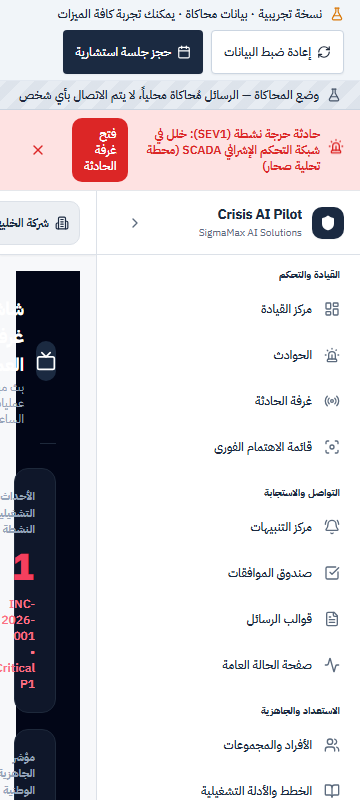 نسخة تجريبية · بيانات محاكاة · يمكنك تجربة كافة الميزات
إعادة ضبط البيانات
حجز جلسة استشارية
وضع المحاكاة — الرسائل مُحاكاة محلياً، لا يتم الاتصال بأي شخص
حادثة حرجة نشطة (SEV1): خلل في
شبكة التحكم الإشرافي SCADA (محطة
تحلية صحار)
فتح
غرفة
الحادثة
Crisis AI Pilot
SigmaMax AI Solutions
شركة الخليج
القيادة والتحكم
مركز القيادة
الحوادث
غرفة الحادثة
قائمة الاهتمام الفوري
التواصل والاستجابة
مركز التنبيهات
صندوق الموافقات
قوالب الرسائل
صفحة الحالة العامة
الاستعداد والجاهزية
الأفراد والمجموعات
الخطط والأدلة التشغيلية
غرفة
بث
عمليات
الأحداث
التشغيلية
النشطة
1
INC-
2026-
001
•
Critical
P1
مؤشر
الجاهزية
الوطنية